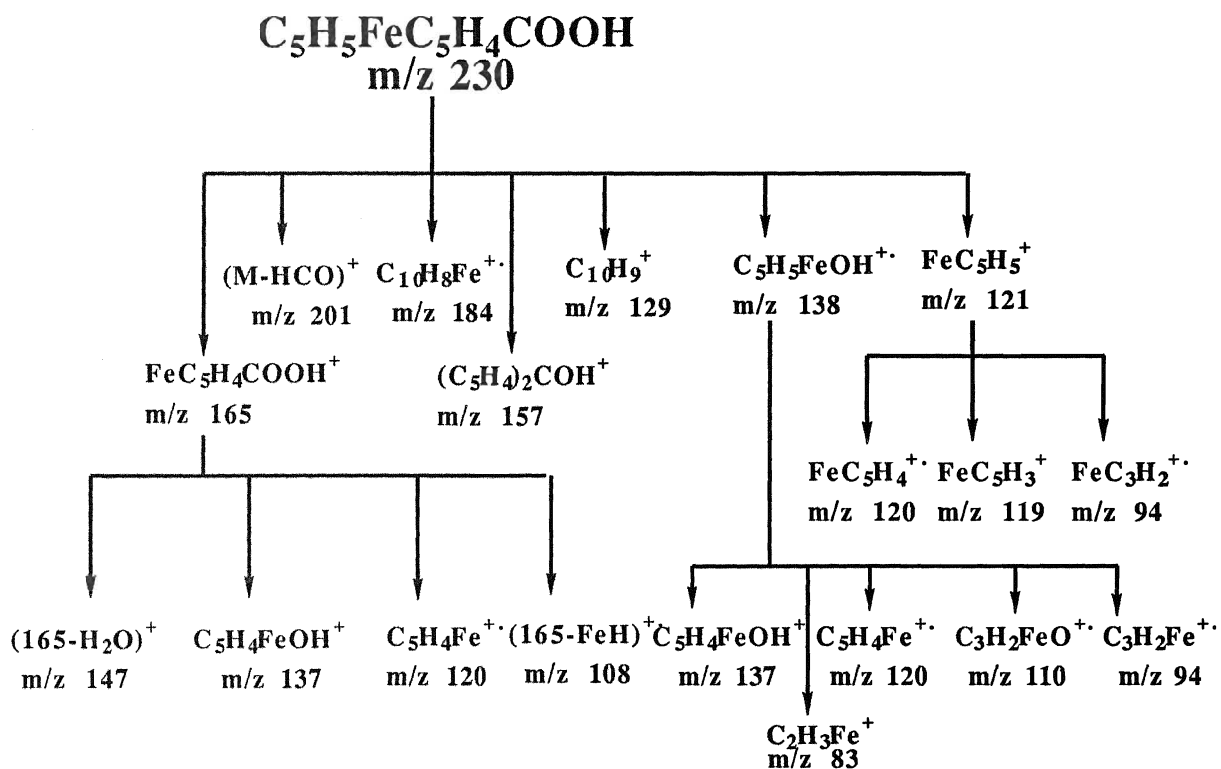 C₅H₅FeC₅H₄COOH
m/z 230
(M-HCO)⁺
m/z 201
C₁₀H₈Fe⁺·
m/z 184
C₁₀H₉⁺
m/z 129
C₅H₅FeOH⁺·
m/z 138
FeC₅H₅⁺
m/z 121
FeC₅H₄COOH⁺
m/z 165
(C₅H₄)₂COH⁺
m/z 157
FeC₅H₄⁺·
m/z 120
FeC₅H₃⁺
m/z 119
FeC₃H₂⁺·
m/z 94
(165-H₂O)⁺
m/z 147
C₅H₄FeOH⁺
m/z 137
C₅H₄Fe⁺·
m/z 120
(165-FeH)⁺·
m/z 108
C₅H₄FeOH⁺
m/z 137
C₅H₄Fe⁺·
m/z 120
C₃H₂FeO⁺·
m/z 110
C₃H₂Fe⁺·
m/z 94
C₂H₃Fe⁺
m/z 83